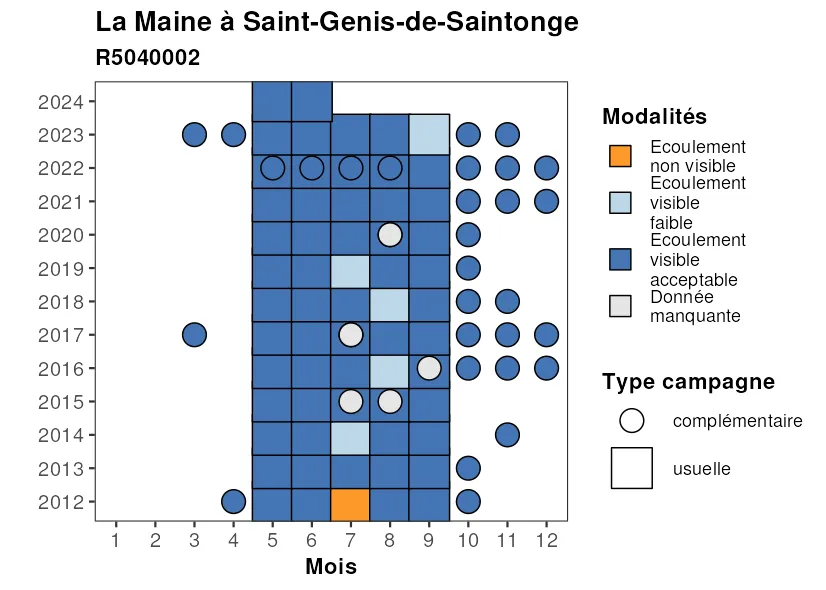 La Maine à Saint-Genis-de-Saintonge
R5040002
2024
2023
2022
2021
2020
2019
2018
2017
2016
2015
2014
2013
2012
1 2 3 4 5 6 7 8 9 10 11 12
Mois
Modalités
Ecoulement
non visible
Ecoulement
visible
faible
Ecoulement
visible
acceptable
Donnée
manquante
Type campagne
complémentaire
usuelle